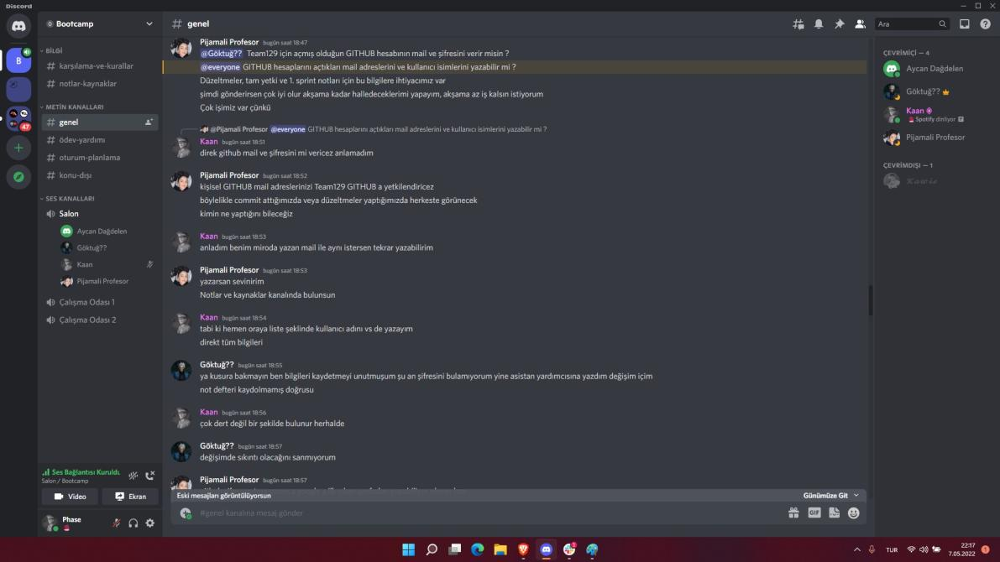 Discord
Bootcamp
genel
Ara
B
47
BİLGİ
karşılama-ve-kurallar
notlar-kaynaklar
METİN KANALLARI
genel
ödev-yardımı
oturum-planlama
konu-dışı
SES KANALLARI
Salon
Aycan Dağdelen
Göktuğ??
Kaan
Pijamali Profesor
Çalışma Odası 1
Çalışma Odası 2
Ses Bağlantısı Kuruldu
Salon / Bootcamp
Video
Ekran
Phase
Pijamali Profesor bugün saat 18:47
@Göktuğ?? Team129 için açmış olduğun GITHUB hesabının mail ve şifresini verir misin ?
@everyone GITHUB hesaplarını açtıkları mail adreslerini ve kullanıcı isimlerini yazabilir mi ?
Düzeltmeler, tam yetki ve 1. sprint notları için bu bilgilere ihtiyacımız var
şimdi gönderirsen çok iyi olur akşama kadar halledeceklerimi yapayım, akşama az iş kalsın istiyorum
Çok işimiz var çünkü
@Pijamali Profesor @everyone GITHUB hesaplarını açtıkları mail adreslerini ve kullanıcı isimlerini yazabilir mi ?
Kaan bugün saat 18:51
direk github mail ve şifresini mi vericez anlamadım
Pijamali Profesor bugün saat 18:52
kişisel GITHUB mail adreslerinizi Team129 GITHUB a yetkilendiricez
böylelikle commit attığımızda veya düzeltmeler yaptığımızda herkeste görünecek
kimin ne yaptığını bileceğiz
Kaan bugün saat 18:53
anladım benim miroda yazan mail ile aynı istersen tekrar yazabilirim
Pijamali Profesor bugün saat 18:53
yazarsan sevinirim
Notlar ve kaynaklar kanalında bulunsun
Kaan bugün saat 18:54
tabi ki hemen oraya liste şeklinde kullanıcı adını vs de yazayım
direkt tüm bilgileri
Göktuğ?? bugün saat 18:55
ya kusura bakmayın ben bilgileri kaydetmeyi unutmuşum şu an şifresini bulamıyorum yine asistan yardımcısına yazdım değişim içim
not defteri kaydolmamış doğrusu
Kaan bugün saat 18:56
çok dert değil bir şekilde bulunur herhalde
Göktuğ?? bugün saat 18:57
değişimde sıkıntı olacağını sanmıyorum
Pijamali Profesor bugün saat 18:57
Eski mesajları görüntülüyorsun
Günümüze Git
#genel kanalına mesaj gönder
GIF
ÇEVRİMİÇİ — 4
Aycan Dağdelen
Göktuğ??
Kaan
Spotify dinliyor
Pijamali Profesor
ÇEVRİMDIŞI — 1
𝓚𝓪𝔀𝓲𝓮
TUR
22:17
7.05.2022
1